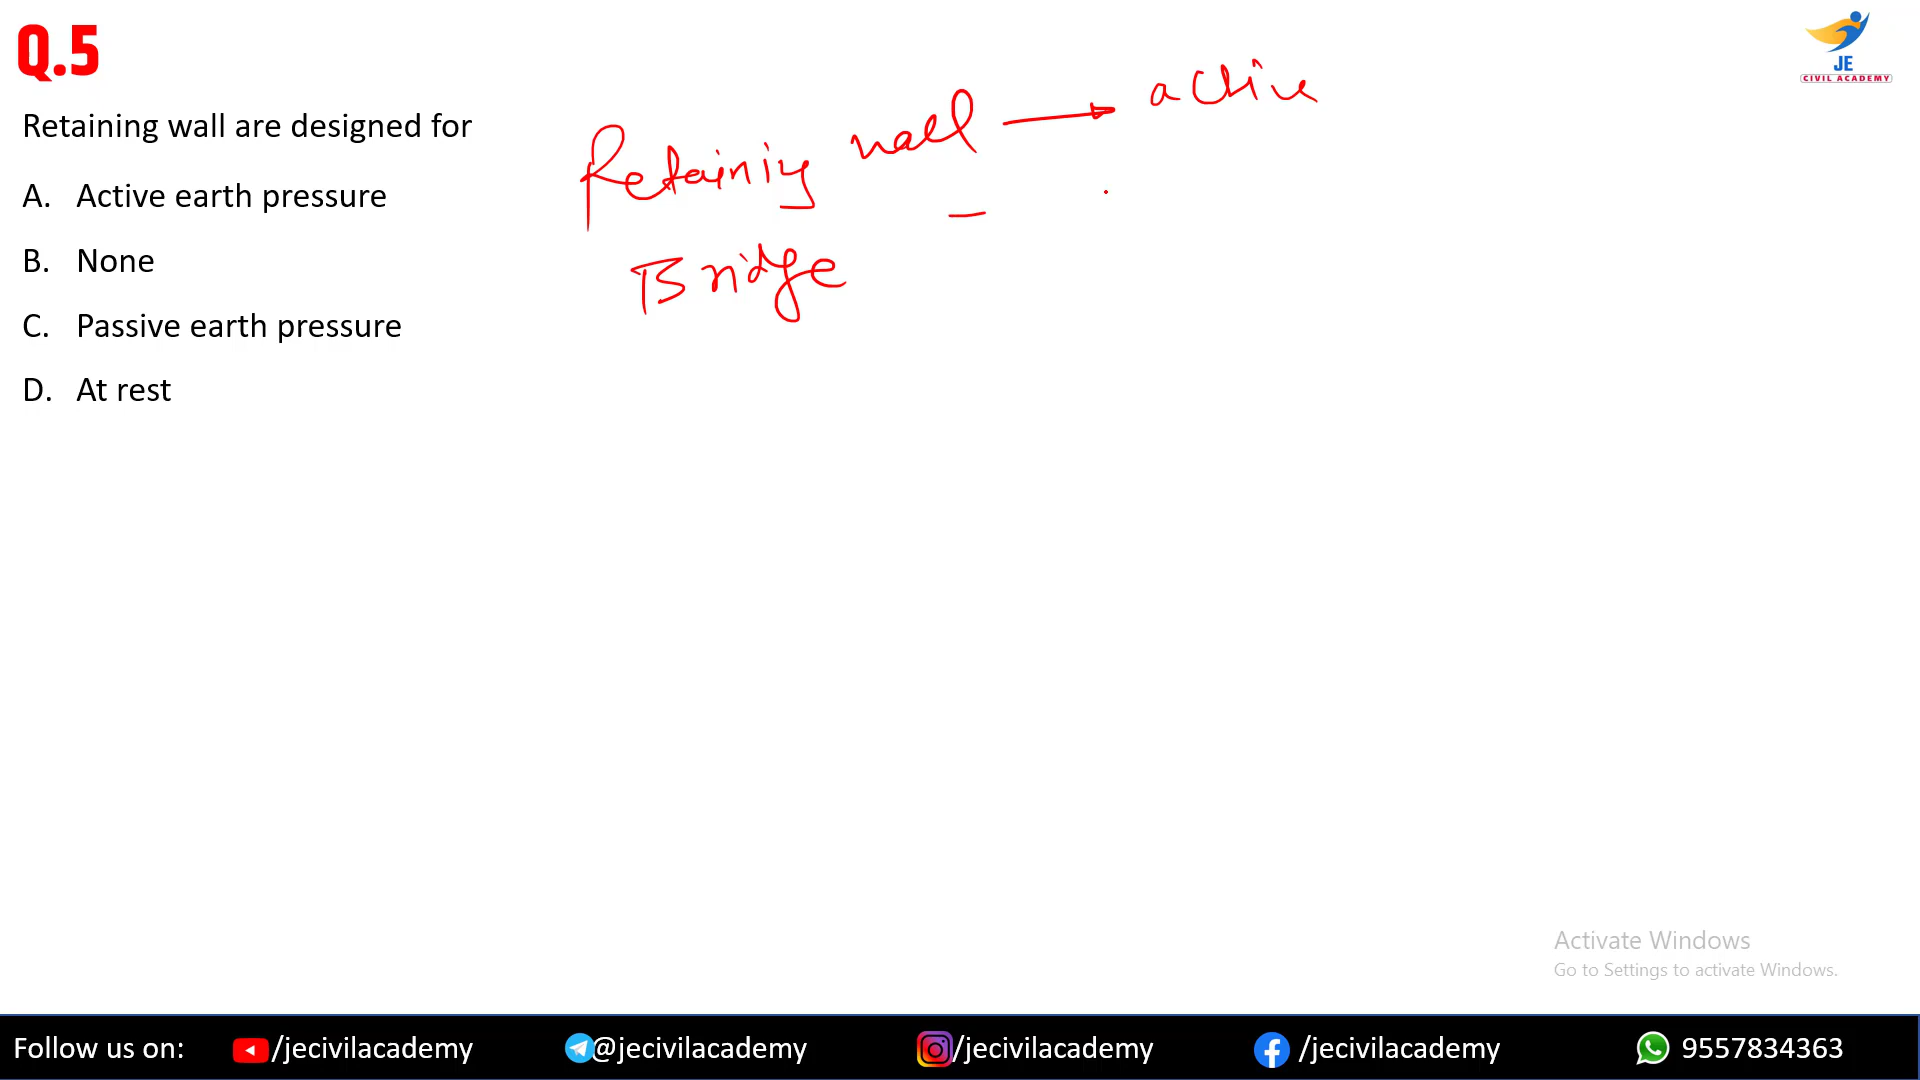 Q.5
JE
CIVIL ACADEMY
Retaining wall are designed for
A. Active earth pressure
B. None
C. Passive earth pressure
D. At rest
Retaining wall → active
Bridge —
Activate Windows
Go to Settings to activate Windows.
Follow us on: /jecivilacademy @jecivilacademy /jecivilacademy /jecivilacademy 9557834363